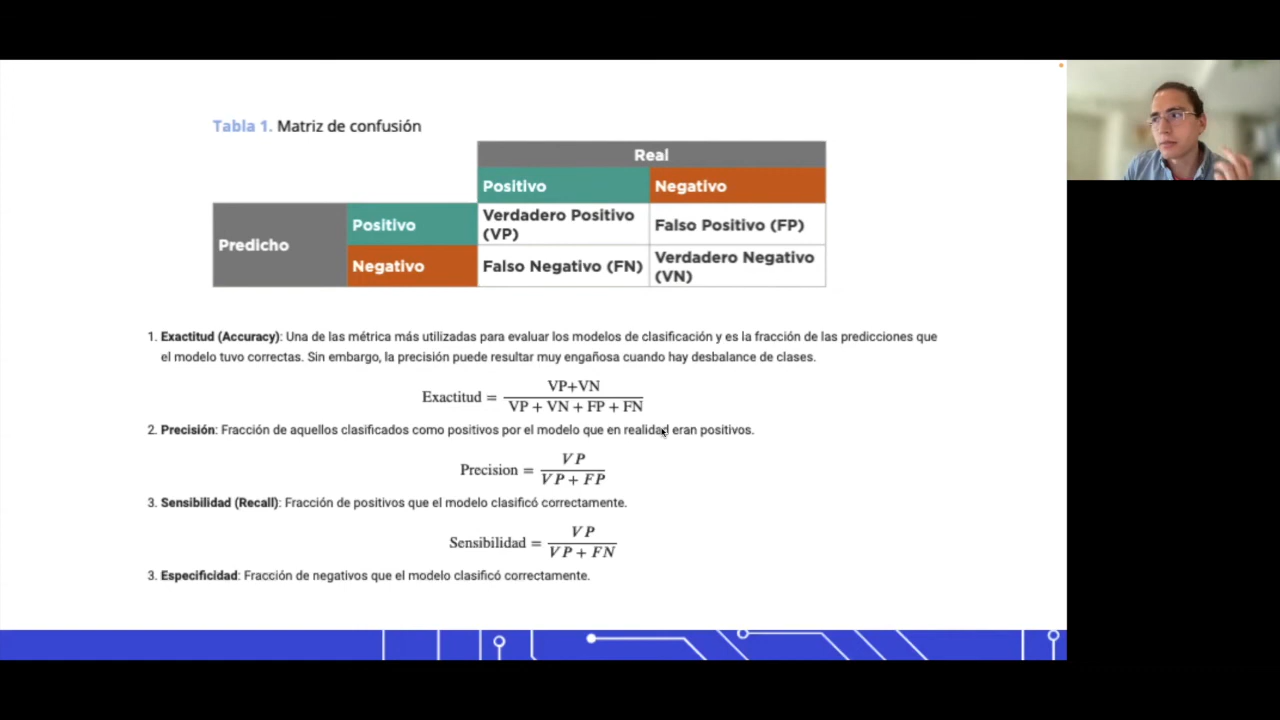 Tabla 1. Matriz de confusión
Real
Positivo Negativo
Predicho
Positivo
Verdadero Positivo
(VP)
Falso Positivo (FP)
Negativo
Falso Negativo (FN)
Verdadero Negativo
(VN)
1. Exactitud (Accuracy): Una de las métrica más utilizadas para evaluar los modelos de clasificación y es la fracción de las predicciones que
el modelo tuvo correctas. Sin embargo, la precisión puede resultar muy engañosa cuando hay desbalance de clases.
Exactitud = VP+VN / VP + VN + FP + FN
2. Precisión: Fracción de aquellos clasificados como positivos por el modelo que en realidad eran positivos.
Precision = VP / VP + FP
3. Sensibilidad (Recall): Fracción de positivos que el modelo clasificó correctamente.
Sensibilidad = VP / VP + FN
3. Especificidad: Fracción de negativos que el modelo clasificó correctamente.